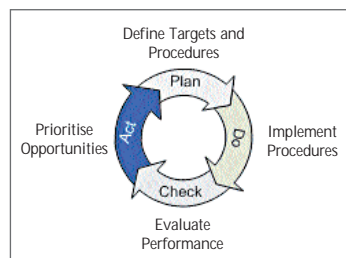 Define Targets and
Procedures
Plan
Act
Prioritise
Opportunities
Do
Implement
Procedures
Check
Evaluate
Performance